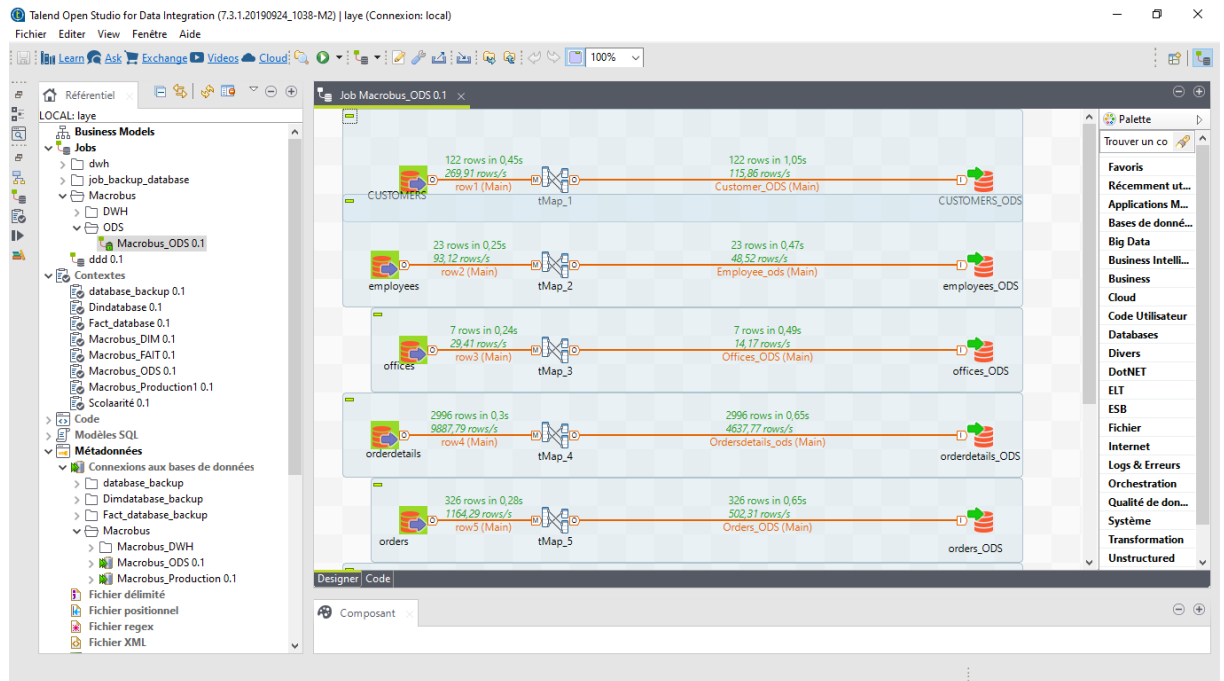 Talend Open Studio for Data Integration (7.3.1.20190924_1038-M2) | laye (Connexion: local)
Fichier Editer View Fenêtre Aide
Learn Ask Exchange Videos Cloud 100%
Référentiel
LOCAL: laye
Business Models
Jobs
dwh
job_backup_database
Macrobus
DWH
ODS
Macrobus_ODS 0.1
ddd 0.1
Contextes
database_backup 0.1
Dindatabase 0.1
Fact_database 0.1
Macrobus_DIM 0.1
Macrobus_FAIT 0.1
Macrobus_ODS 0.1
Macrobus_Production1 0.1
Scolaarité 0.1
Code
Modèles SQL
Métadonnées
Connexions aux bases de données
database_backup
Dimdatabase_backup
Fact_database_backup
Macrobus
Macrobus_DWH
Macrobus_ODS 0.1
Macrobus_Production 0.1
Fichier délimité
Fichier positionnel
Fichier regex
Fichier XML
Job Macrobus_ODS 0.1
122 rows in 0,45s
269,91 rows/s
row1 (Main)
122 rows in 1,05s
115,86 rows/s
Customer_ODS (Main)
CUSTOMERS
tMap_1
CUSTOMERS_ODS
23 rows in 0,25s
93,12 rows/s
row2 (Main)
23 rows in 0,47s
48,52 rows/s
Employee_ods (Main)
employees
tMap_2
employees_ODS
7 rows in 0,24s
29,41 rows/s
row3 (Main)
7 rows in 0,49s
14,17 rows/s
Offices_ODS (Main)
offices
tMap_3
offices_ODS
2996 rows in 0,3s
9887,79 rows/s
row4 (Main)
2996 rows in 0,65s
4637,77 rows/s
Ordersdetails_ods (Main)
orderdetails
tMap_4
orderdetails_ODS
326 rows in 0,28s
1164,29 rows/s
row5 (Main)
326 rows in 0,65s
502,31 rows/s
Orders_ODS (Main)
orders
tMap_5
orders_ODS
Designer Code
Composant
Palette
Trouver un co
Favoris
Récemment ut...
Applications M...
Bases de donné...
Big Data
Business Intelli...
Business
Cloud
Code Utilisateur
Databases
Divers
DotNET
ELT
ESB
Fichier
Internet
Logs & Erreurs
Orchestration
Qualité de don...
Système
Transformation
Unstructured